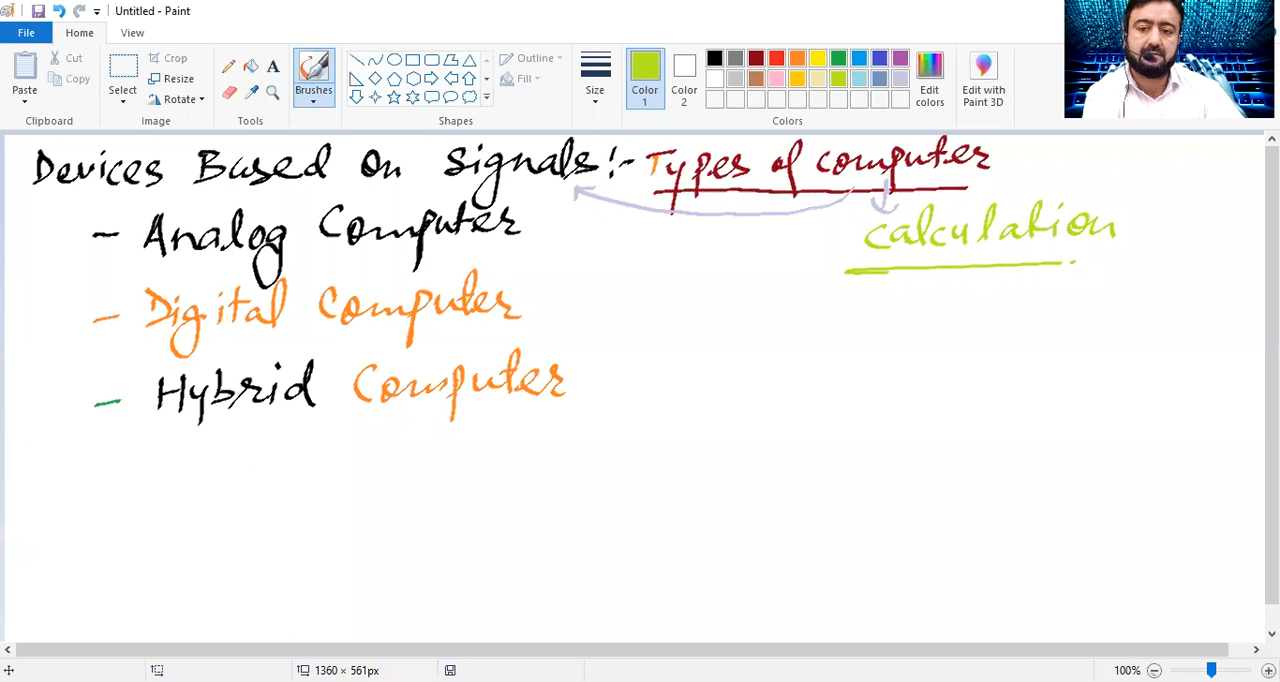 Untitled - Paint
File Home View
Paste
Cut
Copy
Clipboard
Select
Crop
Resize
Rotate
Image
A
Tools
Brushes
Outline
Fill
Shapes
Size
Color 1
Color 2
Edit colors
Colors
Edit with Paint 3D
Devices Based on Signals:- Types of computer
- Analog Computer
calculation
- Digital Computer
- Hybrid Computer
1360 × 561px
100%